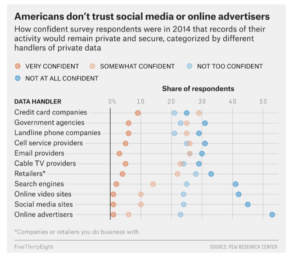 Americans don't trust social media or online advertisers
How confident survey respondents were in 2014 that records of their
activity would remain private and secure, categorized by different
handlers of private data
VERY CONFIDENT SOMEWHAT CONFIDENT NOT TOO CONFIDENT
NOT AT ALL CONFIDENT
Share of respondents
DATA HANDLER 0% 10 20 30 40 50
Credit card companies
Government agencies
Landline phone companies
Cell service providers
Email providers
Cable TV providers
Retailers*
Search engines
Online video sites
Social media sites
Online advertisers
*Companies or retailers you do business with
FiveThirtyEight SOURCE: PEW RESEARCH CENTER